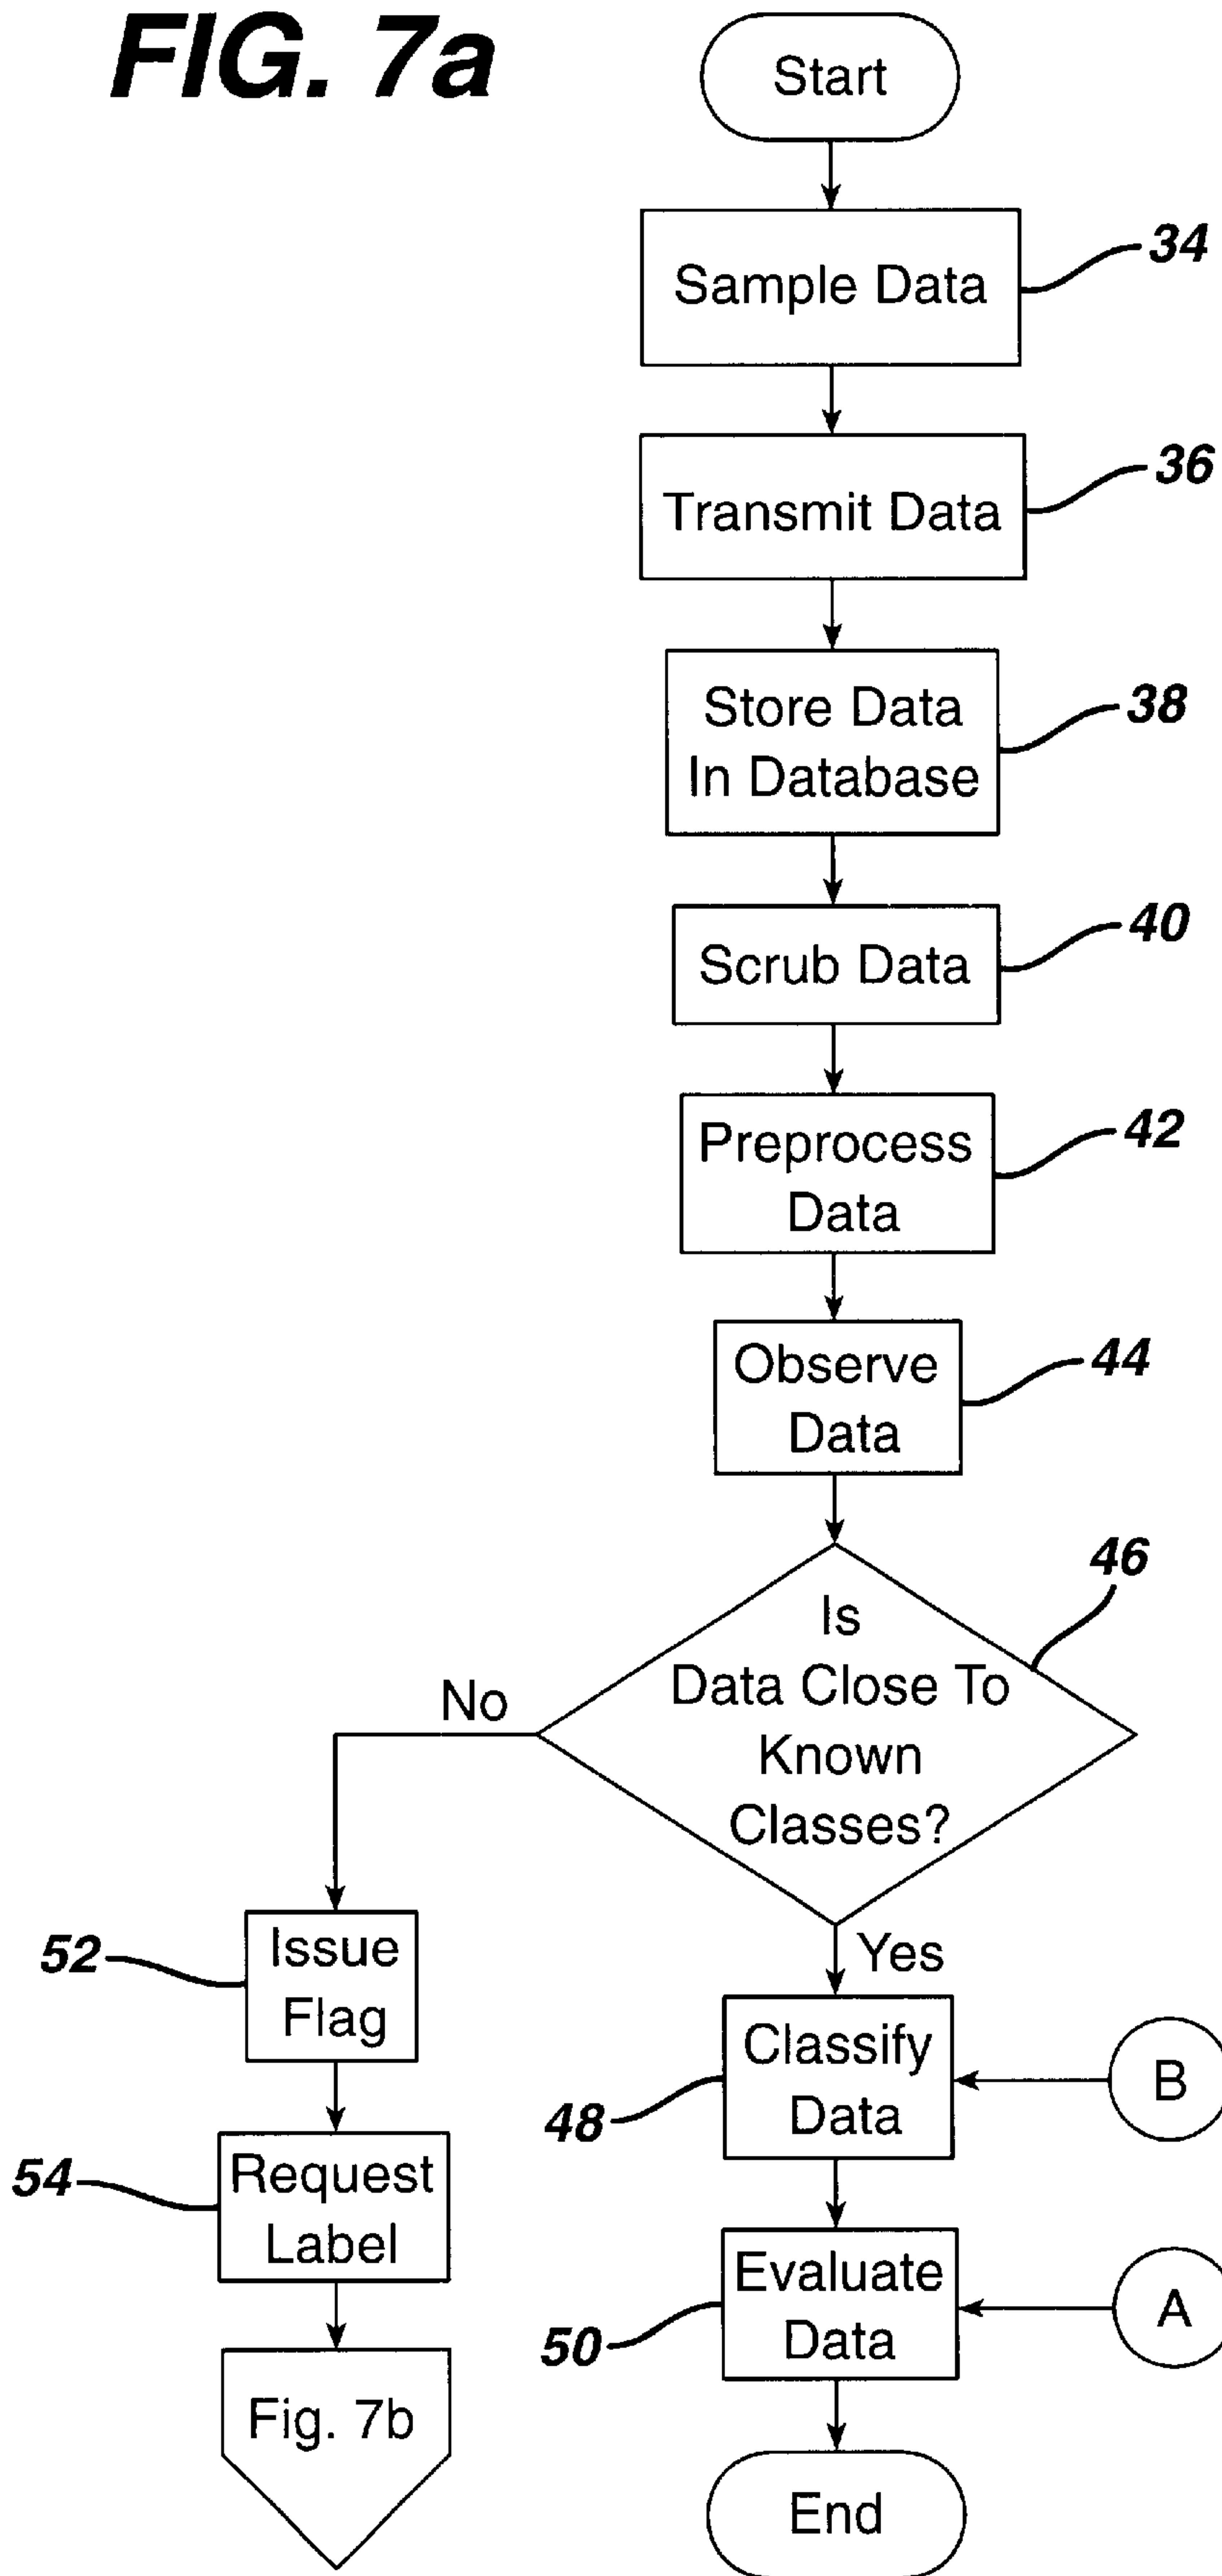 FIG. 7a
Start
Sample Data
34
Transmit Data
36
Store Data
In Database
38
Scrub Data
40
Preprocess
Data
42
Observe
Data
44
Is
Data Close To
Known
Classes?
46
No
Yes
52
Issue
Flag
Classify
Data
48
B
54
Request
Label
Evaluate
Data
50
A
Fig. 7b
End